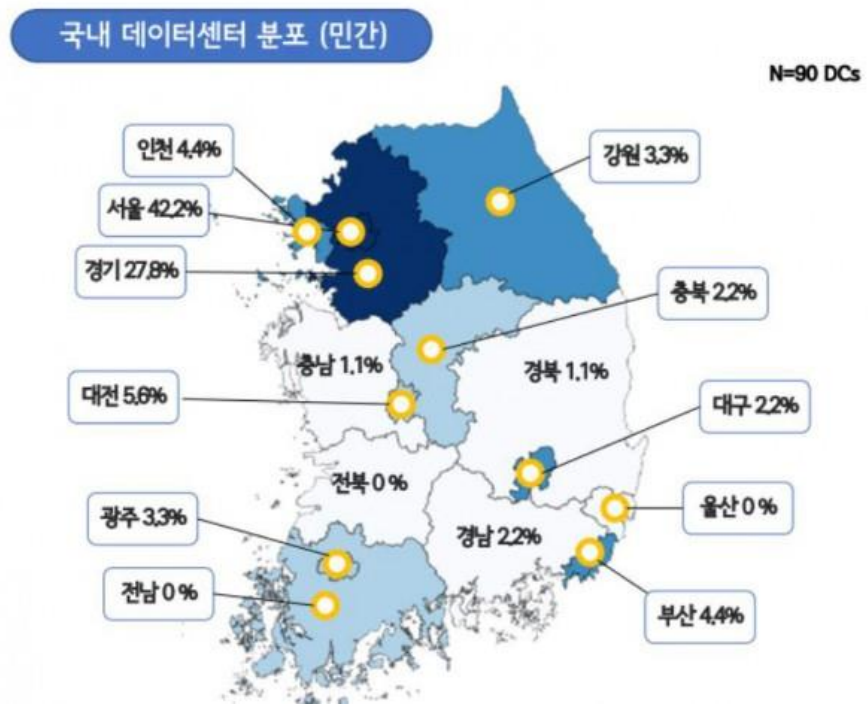 국내 데이터센터 분포 (민간)
N=90 DCs
인천 4.4%
강원 3.3%
서울 42.2%
경기 27.8%
충북 2.2%
충남 1.1%
경북 1.1%
대전 5.6%
대구 2.2%
전북 0 %
울산 0 %
광주 3.3%
경남 2.2%
전남 0 %
부산 4.4%